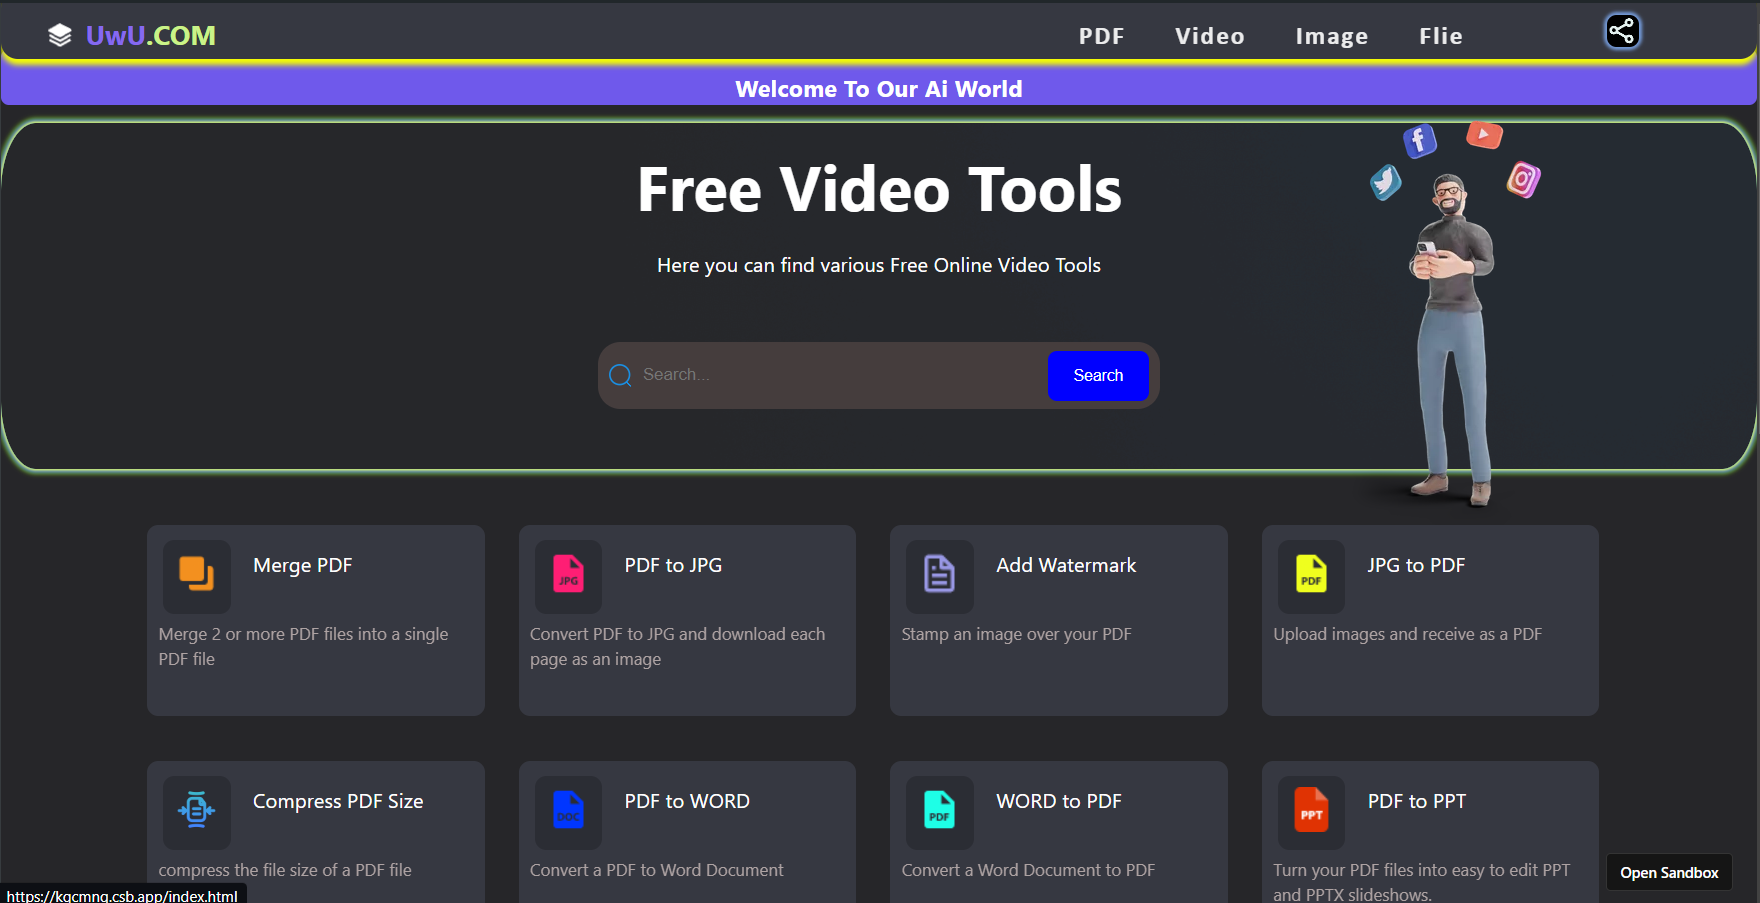 UwU.COM
PDF Video Image Flie
Welcome To Our Ai World
Free Video Tools
Here you can find various Free Online Video Tools
Search...
Search
Merge PDF
Merge 2 or more PDF files into a single
PDF file
JPG
PDF to JPG
Convert PDF to JPG and download each
page as an image
Add Watermark
Stamp an image over your PDF
PDF
JPG to PDF
Upload images and receive as a PDF
Compress PDF Size
compress the file size of a PDF file
DOC
PDF to WORD
Convert a PDF to Word Document
PDF
WORD to PDF
Convert a Word Document to PDF
PPT
PDF to PPT
Turn your PDF files into easy to edit PPT
and PPTX slideshows.
Open Sandbox
https://kqcmnq.csb.app/index.html